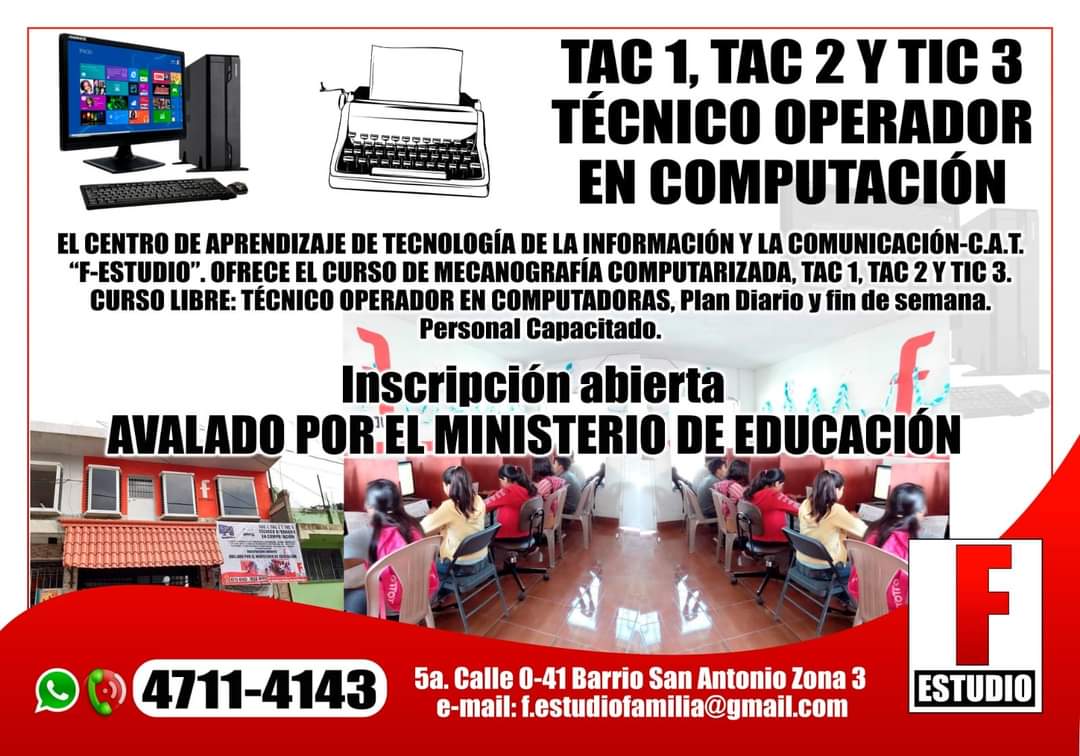 TAC 1, TAC 2 Y TIC 3
TÉCNICO OPERADOR
EN COMPUTACIÓN
EL CENTRO DE APRENDIZAJE DE TECNOLOGÍA DE LA INFORMACIÓN Y LA COMUNICACIÓN-C.A.T.
“F-ESTUDIO”. OFRECE EL CURSO DE MECANOGRAFÍA COMPUTARIZADA, TAC 1, TAC 2 Y TIC 3.
CURSO LIBRE: TÉCNICO OPERADOR EN COMPUTADORAS, Plan Diario y fin de semana.
Personal Capacitado.
Inscripción abierta
AVALADO POR EL MINISTERIO DE EDUCACIÓN
4711-4143
5a. Calle 0-41 Barrio San Antonio Zona 3
e-mail: f.estudiofamilia@gmail.com
F
ESTUDIO